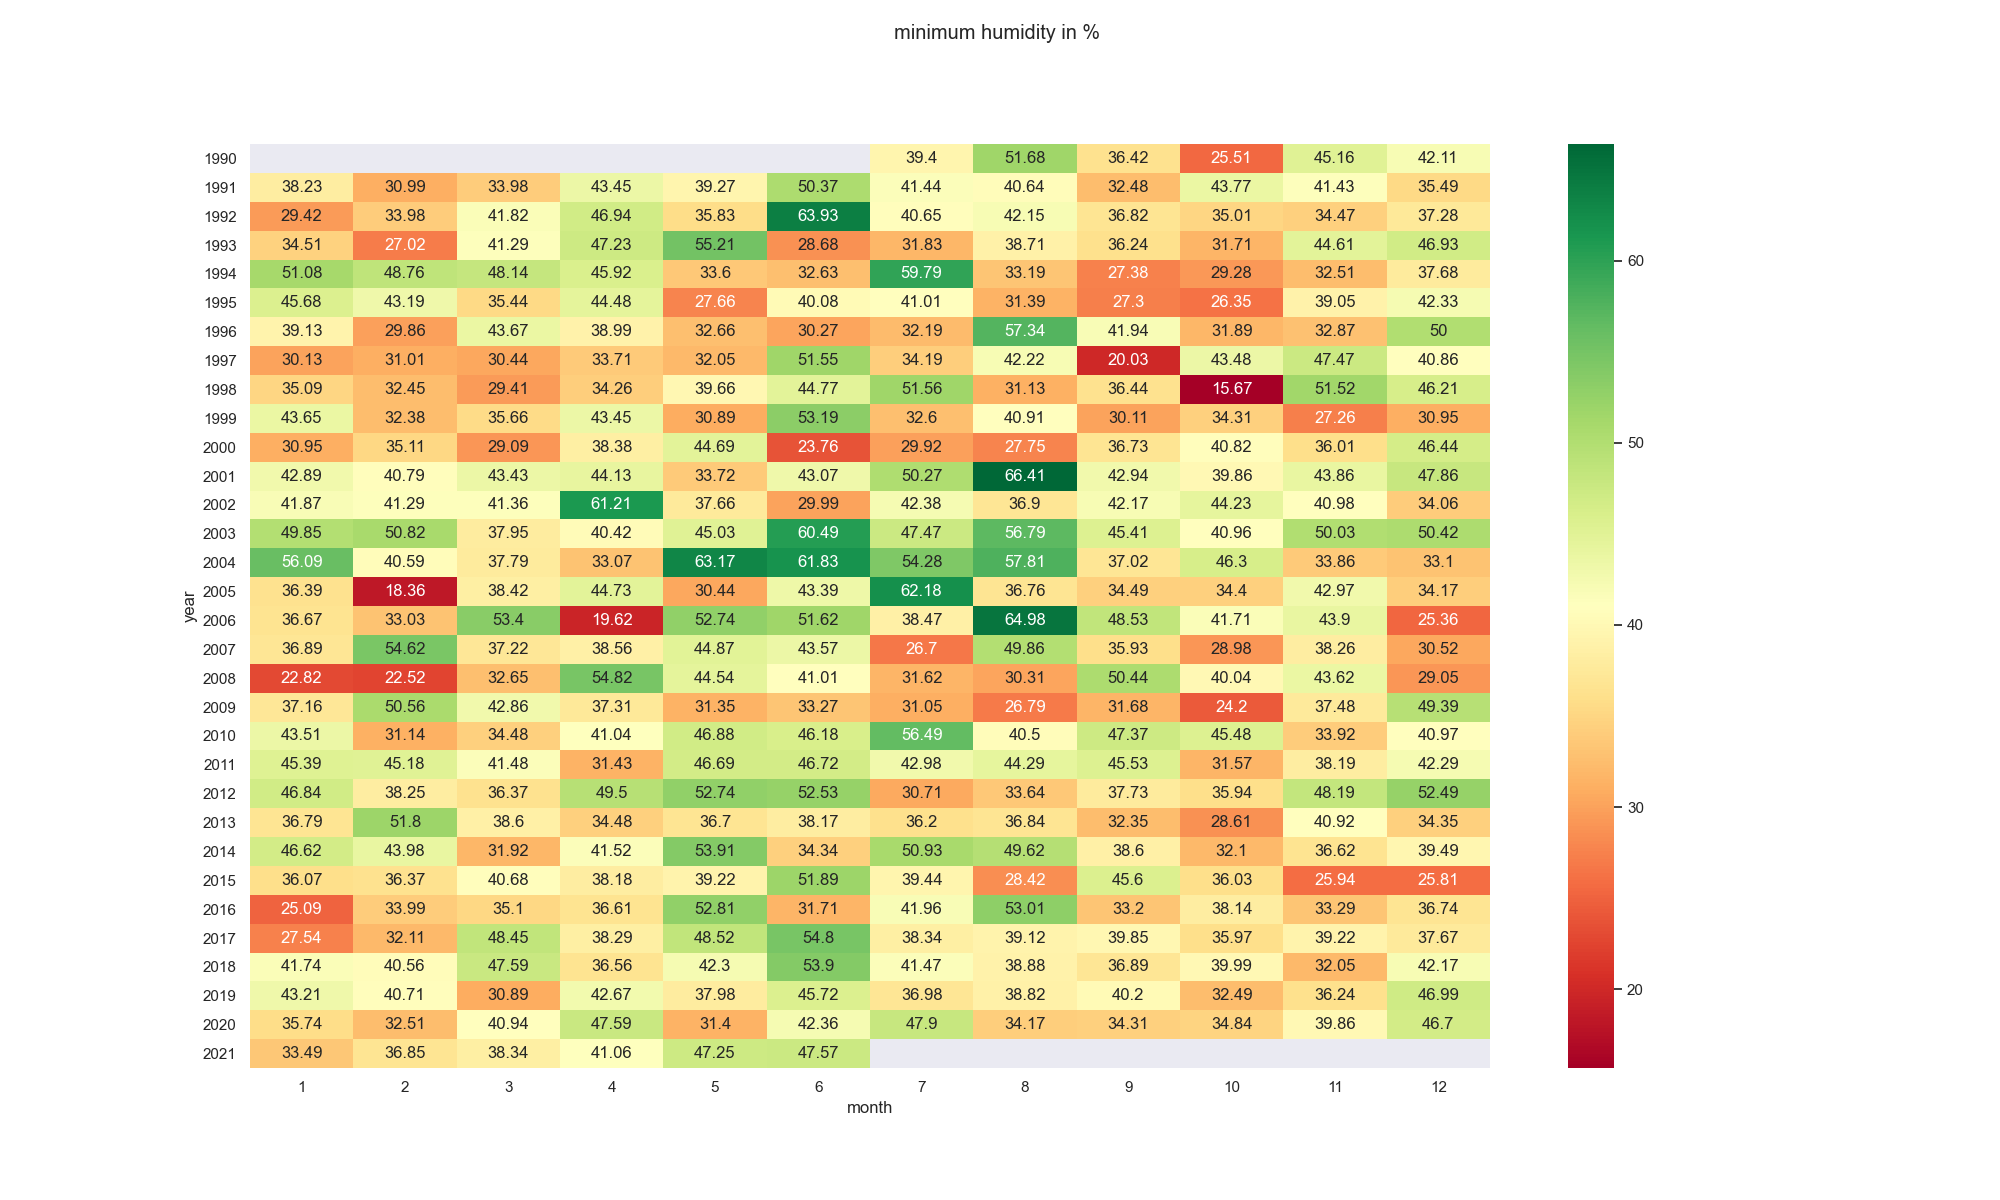 minimum humidity in %
1990 39.4 51.68 36.42 25.51 45.16 42.11
1991 38.23 30.99 33.98 43.45 39.27 50.37 41.44 40.64 32.48 43.77 41.43 35.49
1992 29.42 33.98 41.82 46.94 35.83 63.93 40.65 42.15 36.82 35.01 34.47 37.28
1993 34.51 27.02 41.29 47.23 55.21 28.68 31.83 38.71 36.24 31.71 44.61 46.93
1994 51.08 48.76 48.14 45.92 33.6 32.63 59.79 33.19 27.38 29.28 32.51 37.68
60
1995 45.68 43.19 35.44 44.48 27.66 40.08 41.01 31.39 27.3 26.35 39.05 42.33
1996 39.13 29.86 43.67 38.99 32.66 30.27 32.19 57.34 41.94 31.89 32.87 50
1997 30.13 31.01 30.44 33.71 32.05 51.55 34.19 42.22 20.03 43.48 47.47 40.86
1998 35.09 32.45 29.41 34.26 39.66 44.77 51.56 31.13 36.44 15.67 51.52 46.21
1999 43.65 32.38 35.66 43.45 30.89 53.19 32.6 40.91 30.11 34.31 27.26 30.95
2000 30.95 35.11 29.09 38.38 44.69 23.76 29.92 27.75 36.73 40.82 36.01 46.44
50
2001 42.89 40.79 43.43 44.13 33.72 43.07 50.27 66.41 42.94 39.86 43.86 47.86
2002 41.87 41.29 41.36 61.21 37.66 29.99 42.38 36.9 42.17 44.23 40.98 34.06
2003 49.85 50.82 37.95 40.42 45.03 60.49 47.47 56.79 45.41 40.96 50.03 50.42
2004 56.09 40.59 37.79 33.07 63.17 61.83 54.28 57.81 37.02 46.3 33.86 33.1
2005 36.39 18.36 38.42 44.73 30.44 43.39 62.18 36.76 34.49 34.4 42.97 34.17
year
2006 36.67 33.03 53.4 19.62 52.74 51.62 38.47 64.98 48.53 41.71 43.9 25.36
40
2007 36.89 54.62 37.22 38.56 44.87 43.57 26.7 49.86 35.93 28.98 38.26 30.52
2008 22.82 22.52 32.65 54.82 44.54 41.01 31.62 30.31 50.44 40.04 43.62 29.05
2009 37.16 50.56 42.86 37.31 31.35 33.27 31.05 26.79 31.68 24.2 37.48 49.39
2010 43.51 31.14 34.48 41.04 46.88 46.18 56.49 40.5 47.37 45.48 33.92 40.97
2011 45.39 45.18 41.48 31.43 46.69 46.72 42.98 44.29 45.53 31.57 38.19 42.29
2012 46.84 38.25 36.37 49.5 52.74 52.53 30.71 33.64 37.73 35.94 48.19 52.49
30
2013 36.79 51.8 38.6 34.48 36.7 38.17 36.2 36.84 32.35 28.61 40.92 34.35
2014 46.62 43.98 31.92 41.52 53.91 34.34 50.93 49.62 38.6 32.1 36.62 39.49
2015 36.07 36.37 40.68 38.18 39.22 51.89 39.44 28.42 45.6 36.03 25.94 25.81
2016 25.09 33.99 35.1 36.61 52.81 31.71 41.96 53.01 33.2 38.14 33.29 36.74
2017 27.54 32.11 48.45 38.29 48.52 54.8 38.34 39.12 39.85 35.97 39.22 37.67
2018 41.74 40.56 47.59 36.56 42.3 53.9 41.47 38.88 36.89 39.99 32.05 42.17
2019 43.21 40.71 30.89 42.67 37.98 45.72 36.98 38.82 40.2 32.49 36.24 46.99
20
2020 35.74 32.51 40.94 47.59 31.4 42.36 47.9 34.17 34.31 34.84 39.86 46.7
2021 33.49 36.85 38.34 41.06 47.25 47.57
1 2 3 4 5 6 7 8 9 10 11 12
month